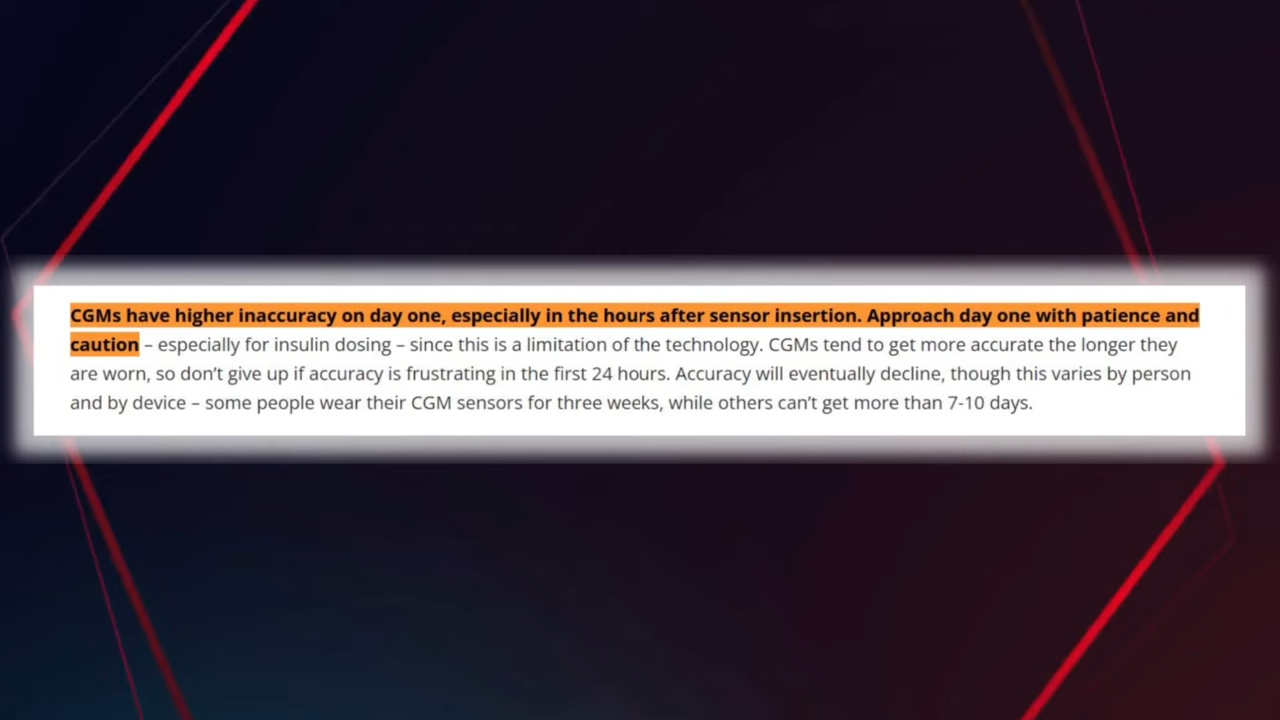 CGMs have higher inaccuracy on day one, especially in the hours after sensor insertion. Approach day one with patience and
caution – especially for insulin dosing – since this is a limitation of the technology. CGMs tend to get more accurate the longer they
are worn, so don’t give up if accuracy is frustrating in the first 24 hours. Accuracy will eventually decline, though this varies by person
and by device – some people wear their CGM sensors for three weeks, while others can’t get more than 7-10 days.